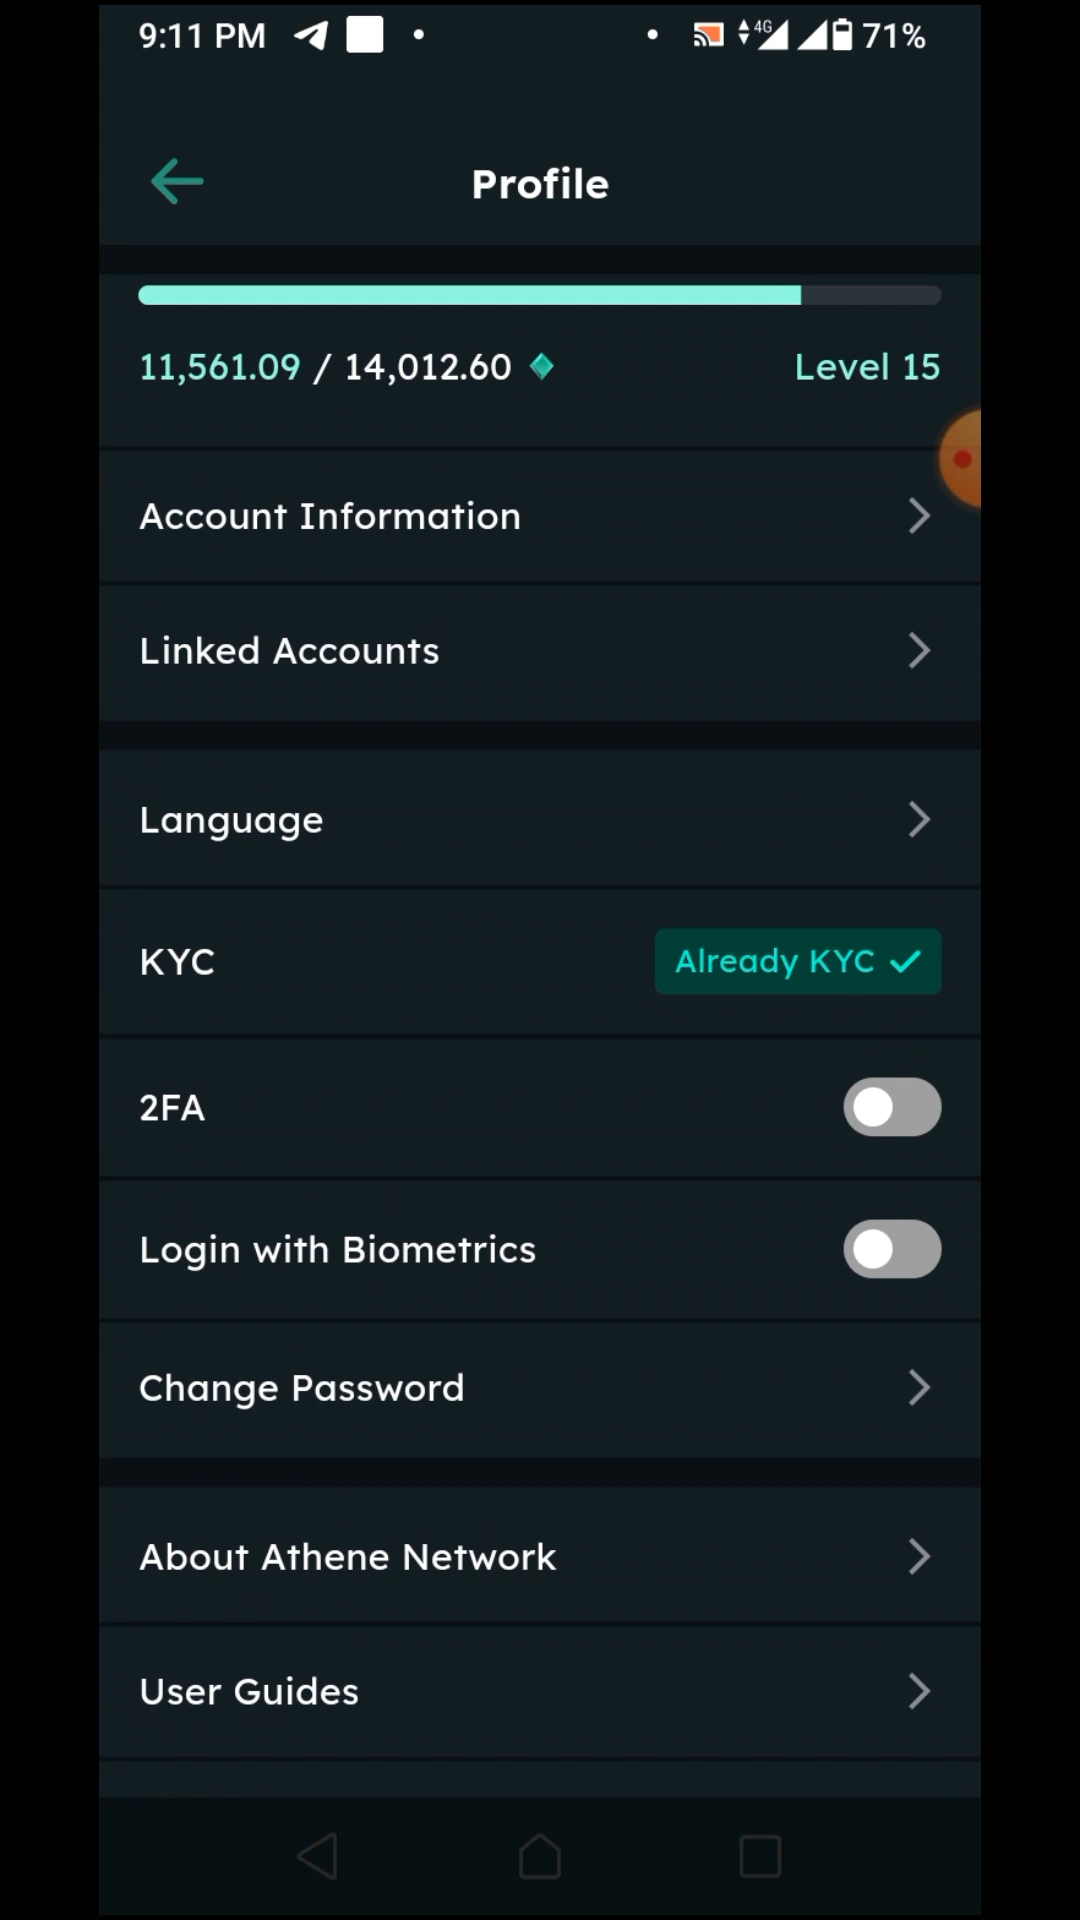 9:11 PM 4G 71%
Profile
11,561.09 / 14,012.60 Level 15
Account Information
Linked Accounts
Language
KYC Already KYC
2FA
Login with Biometrics
Change Password
About Athene Network
User Guides